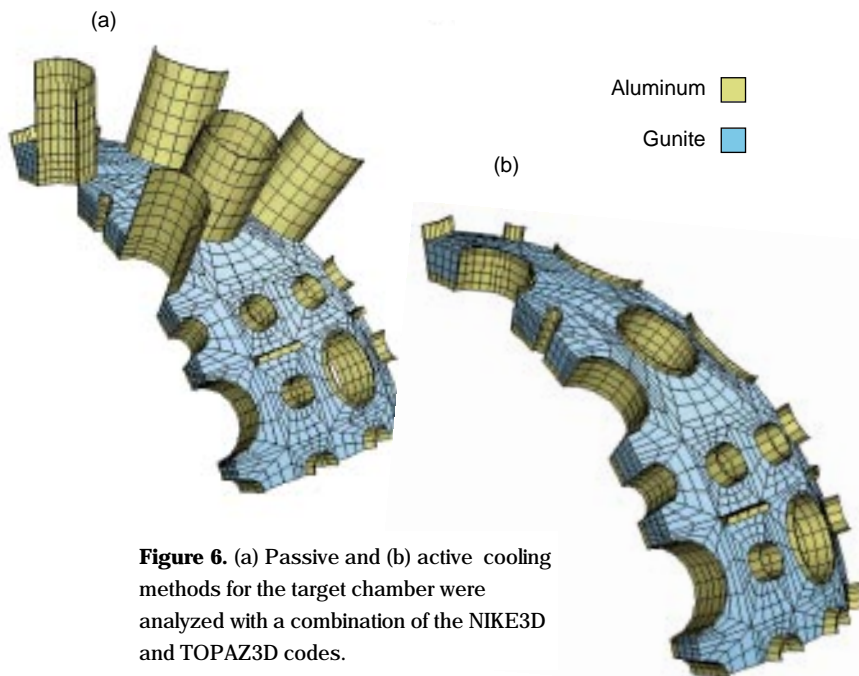 (a)
Aluminum
Gunite
(b)
Figure 6. (a) Passive and (b) active cooling
methods for the target chamber were
analyzed with a combination of the NIKE3D
and TOPAZ3D codes.